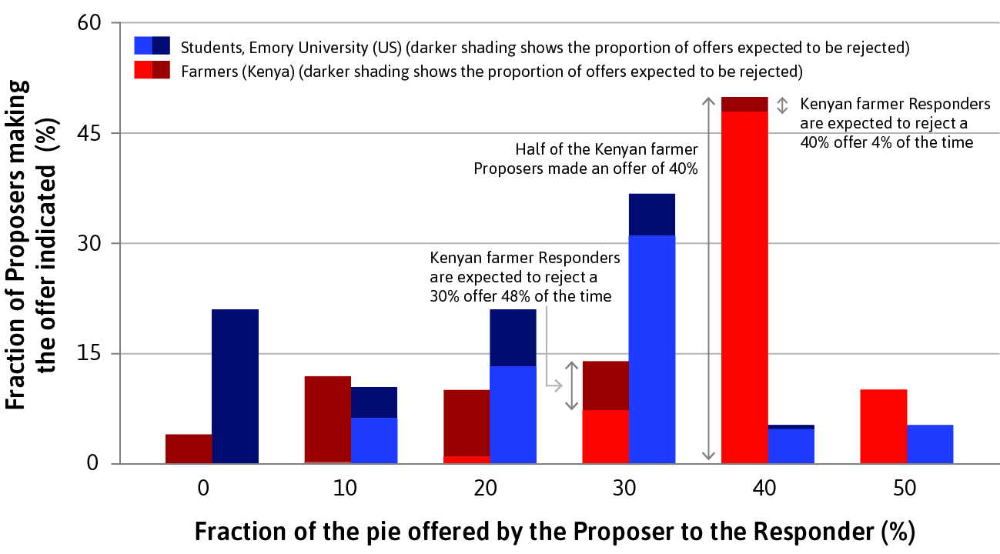 60
Students, Emory University (US) (darker shading shows the proportion of offers expected to be rejected)
Farmers (Kenya) (darker shading shows the proportion of offers expected to be rejected)
Fraction of Proposers making
the offer indicated (%)
Kenyan farmer Responders
are expected to reject a
40% offer 4% of the time
45
Half of the Kenyan farmer
Proposers made an offer of 40%
30
Kenyan farmer Responders
are expected to reject a
30% offer 48% of the time
15
0
0 10 20 30 40 50
Fraction of the pie offered by the Proposer to the Responder (%)